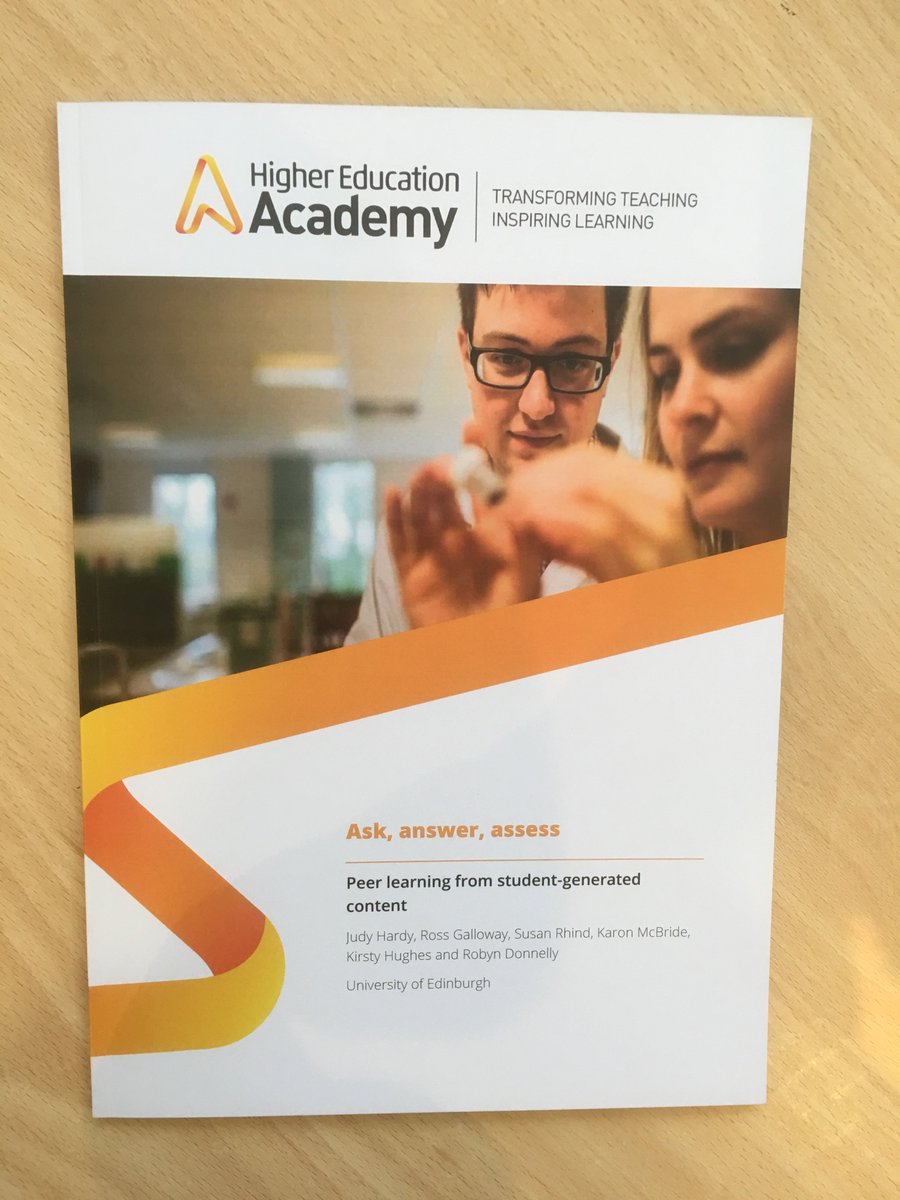 Higher Education
Academy
TRANSFORMING TEACHING
INSPIRING LEARNING
Ask, answer, assess
Peer learning from student-generated
content
Judy Hardy, Ross Galloway, Susan Rhind, Karon McBride,
Kirsty Hughes and Robyn Donnelly
University of Edinburgh